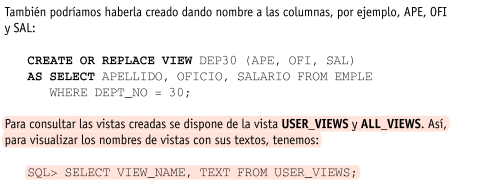 También podríamos haberla creado dando nombre a las columnas, por ejemplo, APE, OFI
y SAL:
CREATE OR REPLACE VIEW DEP30 (APE, OFI, SAL)
AS SELECT APELLIDO, OFICIO, SALARIO FROM EMPLE
WHERE DEPT_NO = 30;
Para consultar las vistas creadas se dispone de la vista USER_VIEWS y ALL_VIEWS. Así,
para visualizar los nombres de vistas con sus textos, tenemos:
SQL> SELECT VIEW_NAME, TEXT FROM USER_VIEWS;